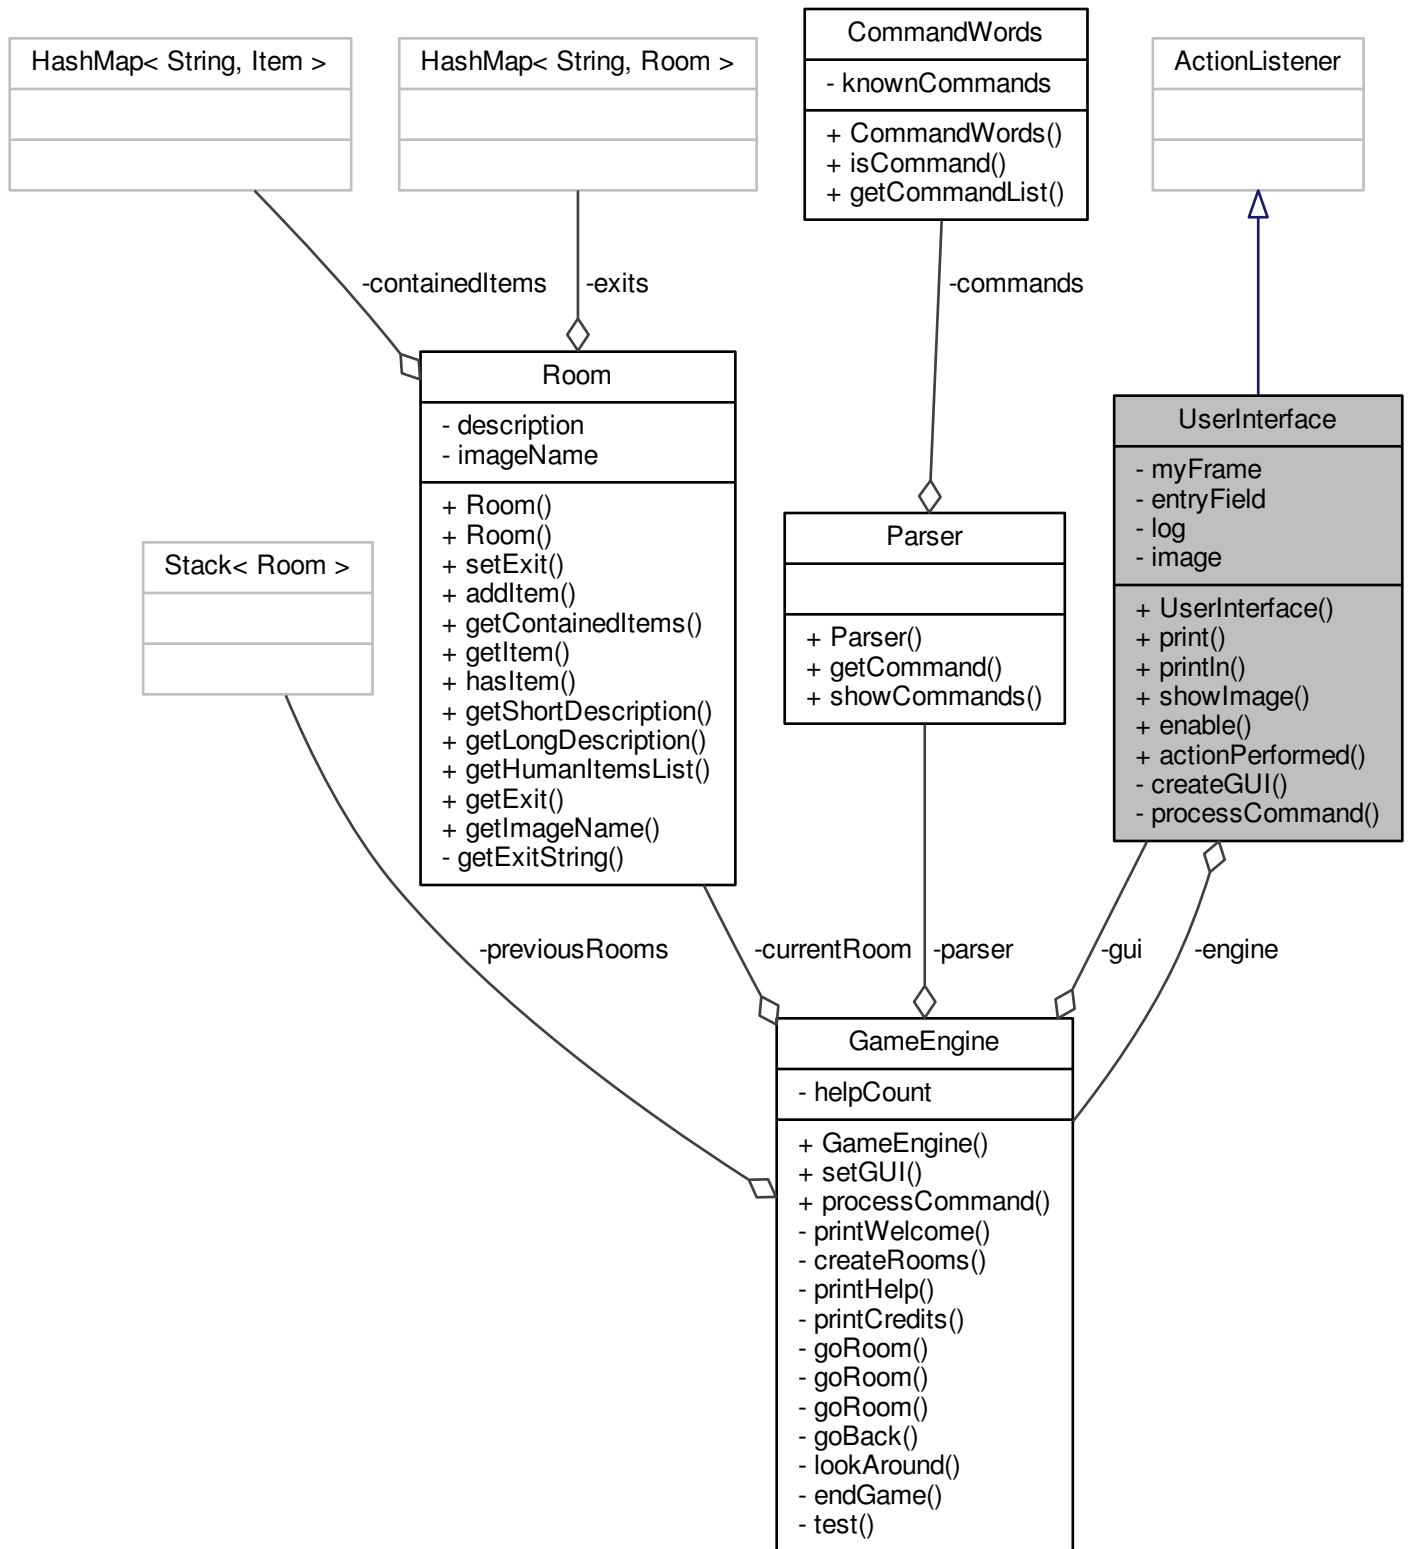 HashMap< String, Item >
HashMap< String, Room >
CommandWords
- knownCommands
+ CommandWords()
+ isCommand()
+ getCommandList()
ActionListener
-containedItems
-exits
-commands
Room
- description
- imageName
+ Room()
+ Room()
+ setExit()
+ addItem()
+ getContainedItems()
+ getItem()
+ hasItem()
+ getShortDescription()
+ getLongDescription()
+ getHumanItemsList()
+ getExit()
+ getImageName()
- getExitString()
Stack< Room >
Parser
+ Parser()
+ getCommand()
+ showCommands()
UserInterface
- myFrame
- entryField
- log
- image
+ UserInterface()
+ print()
+ println()
+ showImage()
+ enable()
+ actionPerformed()
- createGUI()
- processCommand()
-previousRooms
-currentRoom
-parser
-gui
-engine
GameEngine
- helpCount
+ GameEngine()
+ setGUI()
+ processCommand()
- printWelcome()
- createRooms()
- printHelp()
- printCredits()
- goRoom()
- goRoom()
- goRoom()
- goBack()
- lookAround()
- endGame()
- test()